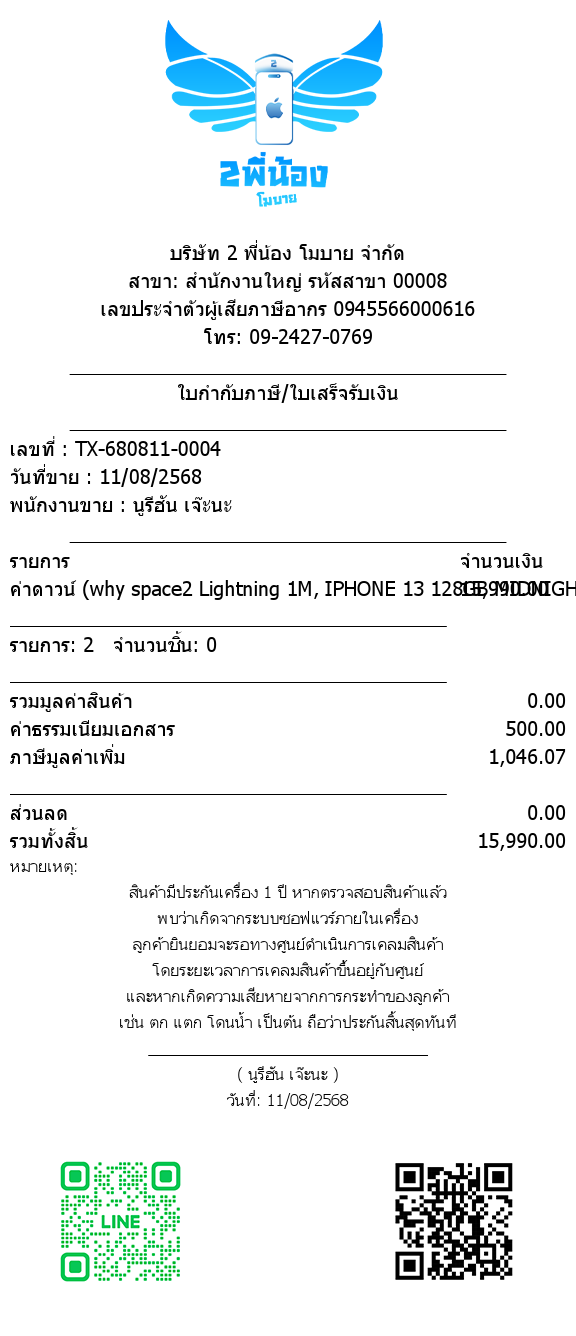 2
2พี่น้อง
โมบาย
บริษัท 2 พี่น้อง โมบาย จำกัด
สาขา: สำนักงานใหญ่ รหัสสาขา 00008
เลขประจำตัวผู้เสียภาษีอากร 0945566000616
โทร: 09-2427-0769
ใบกำกับภาษี/ใบเสร็จรับเงิน
เลขที่ : TX-680811-0004
วันที่ขาย : 11/08/2568
พนักงานขาย : นูรีฮัน เจ๊ะนะ
รายการ จำนวนเงิน
ค่าดาวน์ (why space2 Lightning 1M, IPHONE 13 128GB MIDNIGH
รายการ: 2 จำนวนชิ้น: 0
รวมมูลค่าสินค้า 0.00
ค่าธรรมเนียมเอกสาร 500.00
ภาษีมูลค่าเพิ่ม 1,046.07
ส่วนลด 0.00
รวมทั้งสิ้น 15,990.00
หมายเหตุ:
สินค้ามีประกันเครื่อง 1 ปี หากตรวจสอบสินค้าแล้ว
พบว่าเกิดจากระบบซอฟแวร์ภายในเครื่อง
ลูกค้ายินยอมจะรอทางศูนย์ดำเนินการเคลมสินค้า
โดยระยะเวลาการเคลมสินค้าขึ้นอยู่กับศูนย์
และหากเกิดความเสียหายจากการกระทำของลูกค้า
เช่น ตก แตก โดนน้ำ เป็นต้น ถือว่าประกันสิ้นสุดทันที
( นูรีฮัน เจ๊ะนะ )
วันที่: 11/08/2568
LINE